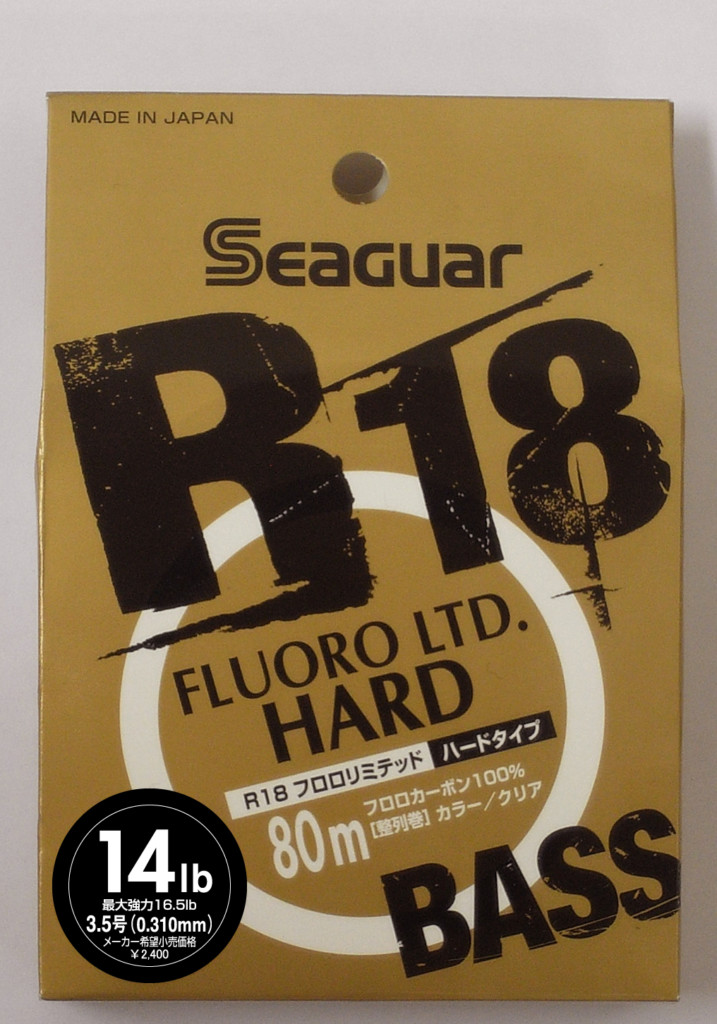 MADE IN JAPAN
Seaguar
R18
FLUORO LTD.
HARD
R18 フロロリミテッド ハードタイプ
80m
フロロカーボン100%
[整列巻] カラー／クリア
BASS
14lb
最大強力16.5lb
3.5号(0.310mm)
メーカー希望小売価格
￥2,400